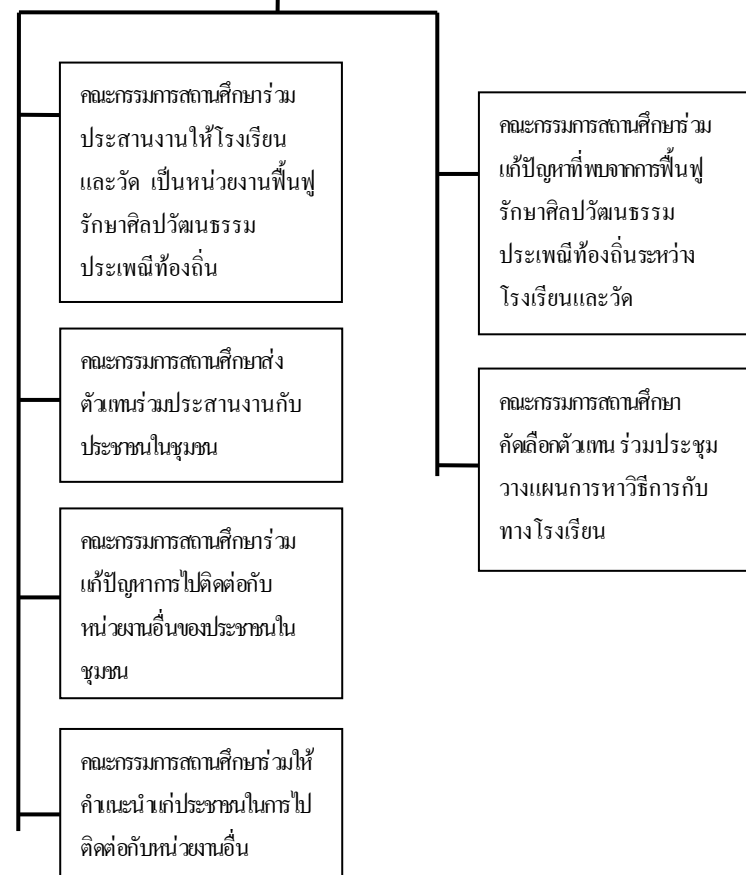 คณะกรรมการสถานศึกษาร่วม
ประสานงานให้โรงเรียน
และวัด เป็นหน่วยงานฟื้นฟู
รักษาศิลปวัฒนธรรม
ประเพณีท้องถิ่น
คณะกรรมการสถานศึกษาส่ง
ตัวแทนร่วมประสานงานกับ
ประชาชนในชุมชน
คณะกรรมการสถานศึกษาร่วม
แก้ปัญหาการไปติดต่อกับ
หน่วยงานอื่นของประชาชนใน
ชุมชน
คณะกรรมการสถานศึกษาร่วมให้
คำแนะนำแก่ประชาชนในการไป
ติดต่อกับหน่วยงานอื่น
คณะกรรมการสถานศึกษาร่วม
แก้ปัญหาที่พบจากการฟื้นฟู
รักษาศิลปวัฒนธรรม
ประเพณีท้องถิ่นระหว่าง
โรงเรียนและวัด
คณะกรรมการสถานศึกษา
คัดเลือกตัวแทน ร่วมประชุม
วางแผนการหาวิธีการกับ
ทางโรงเรียน